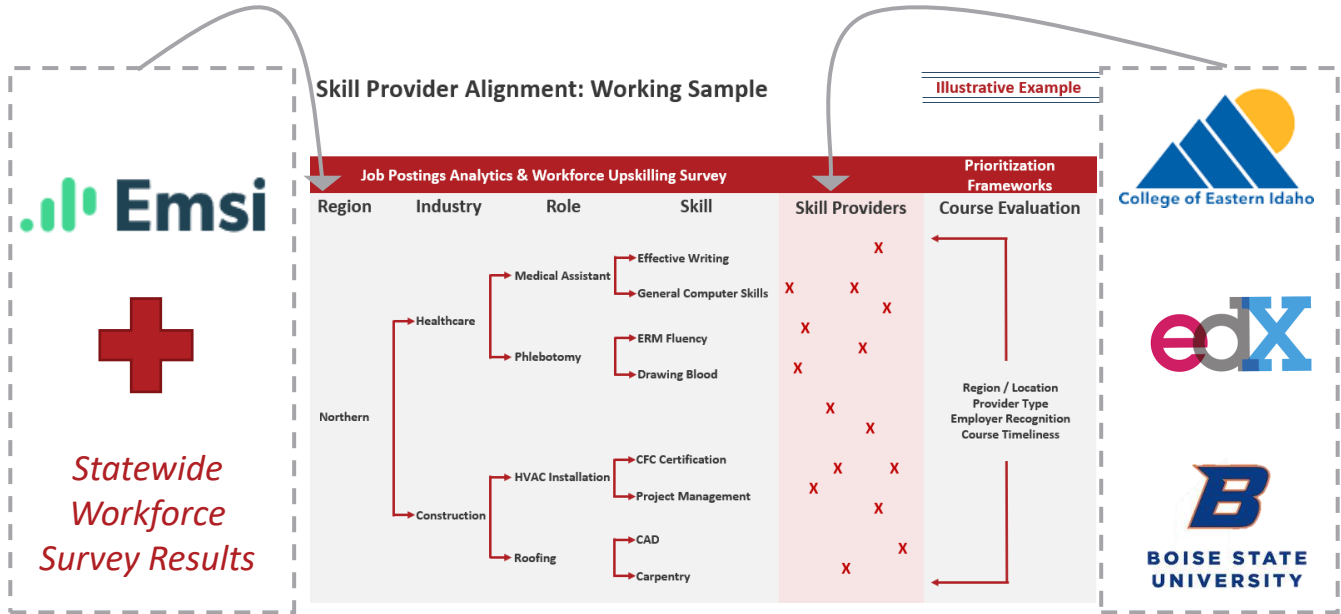 Skill Provider Alignment: Working Sample
Illustrative Example
Emsi
Statewide
Workforce
Survey Results
Job Postings Analytics & Workforce Upskilling Survey
Prioritization
Frameworks
Region
Industry
Role
Skill
Skill Providers
Course Evaluation
Northern
Healthcare
Construction
Medical Assistant
Phlebotomy
HVAC Installation
Roofing
Effective Writing
General Computer Skills
ERM Fluency
Drawing Blood
CFC Certification
Project Management
CAD
Carpentry
X
X X
X
X
X
X
X
X
X X
X
X
X
X
Region / Location
Provider Type
Employer Recognition
Course Timeliness
College of Eastern Idaho
edX
B
BOISE STATE
UNIVERSITY